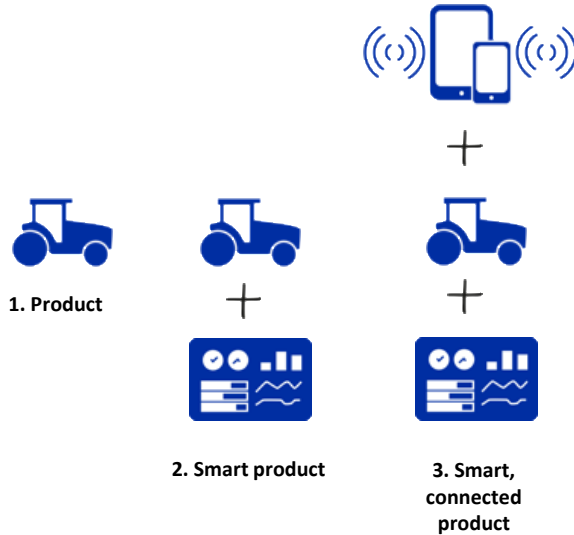 1. Product
2. Smart product
3. Smart,
connected
product